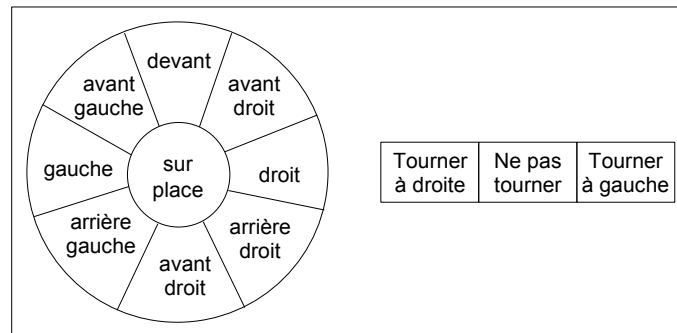 devant
avant
gauche
avant
droit
gauche
sur
place
droit
arrière
gauche
arrière
droit
avant
droit
Tourner
à droite
Ne pas
tourner
Tourner
à gauche